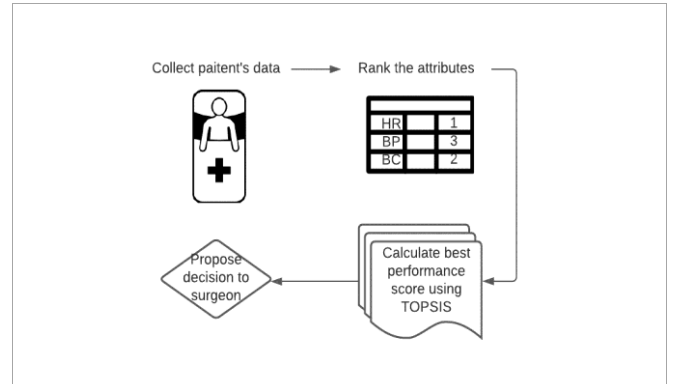 Collect paitent's data
Rank the attributes
HR 1
BP 3
BC 2
Calculate best
performance
score using
TOPSIS
Propose
decision to
surgeon